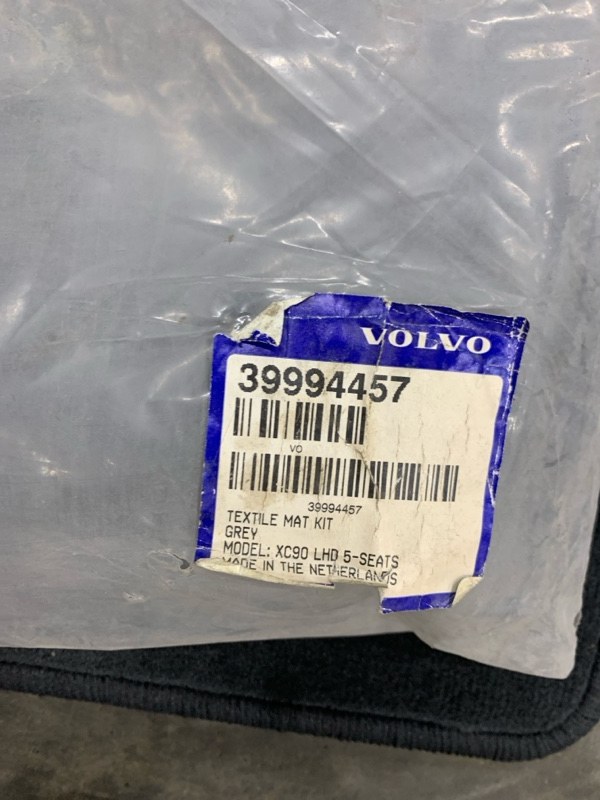 VOLVO
39994457
VO
39994457
TEXTILE MAT KIT
GREY
MODEL: XC90 LHD 5-SEATS
MADE IN THE NETHERLANDS